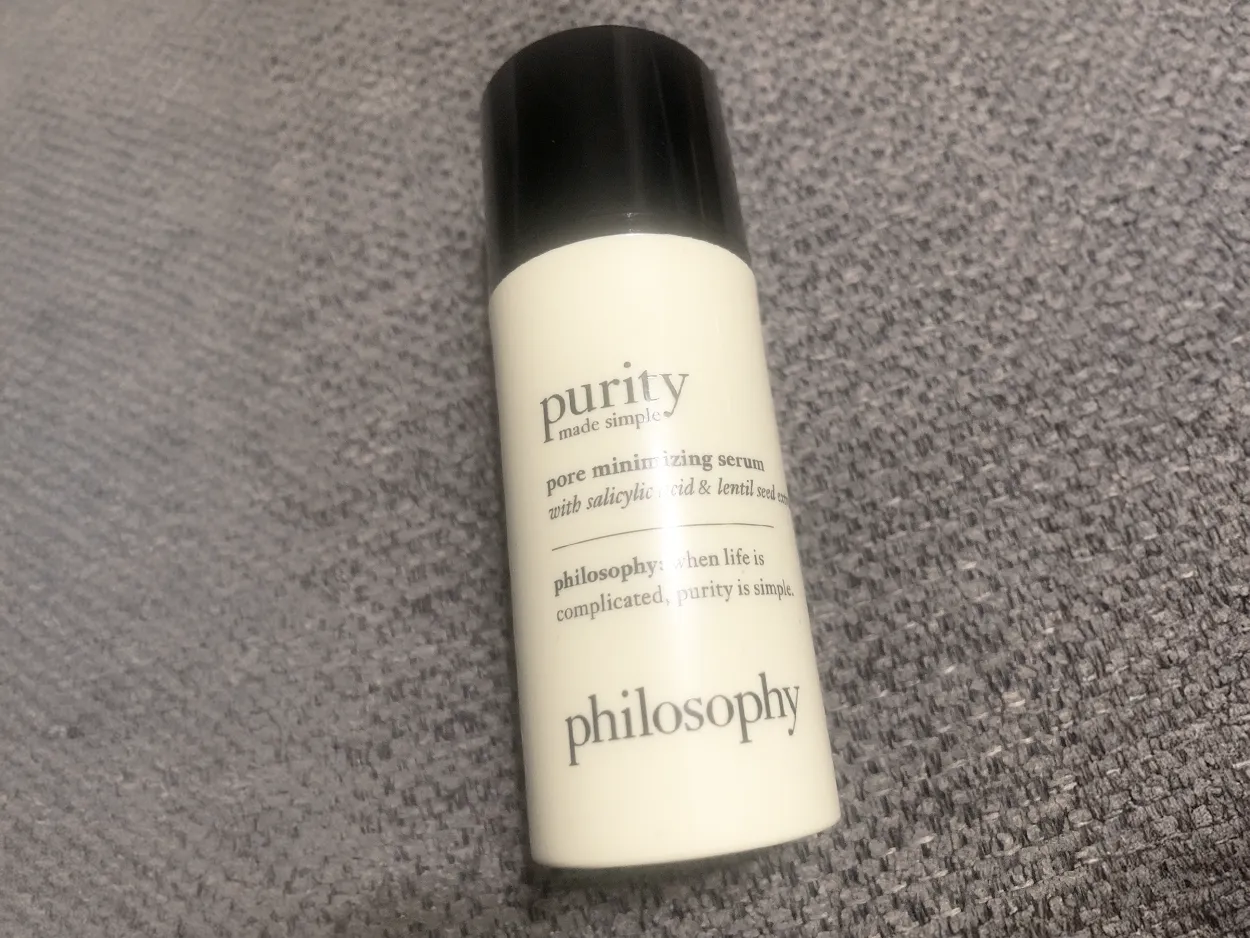 purity
made simple
pore minimizing serum
with salicylic acid & lentil seed
philosophy: when life is
complicated, purity is simple.
philosophy